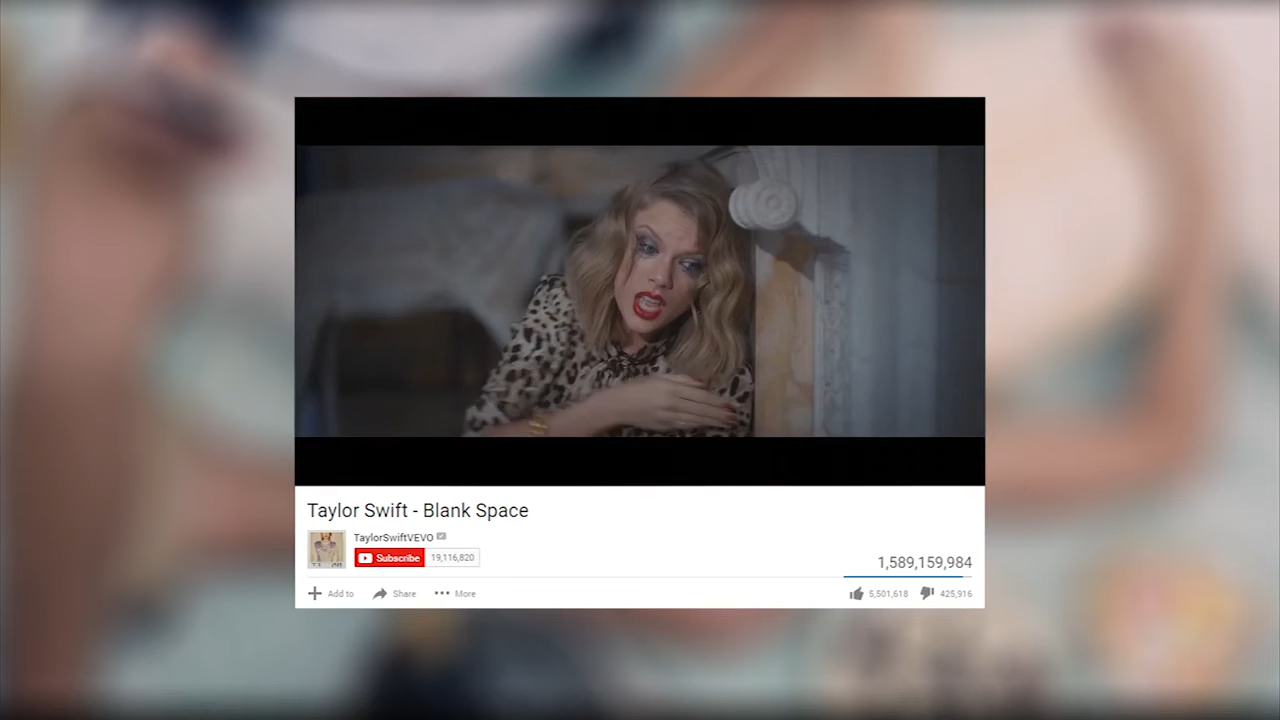 Taylor Swift - Blank Space
TaylorSwiftVEVO
Subscribe 19,116,820
1,589,159,984
Add to Share More 5,501,618 425,916